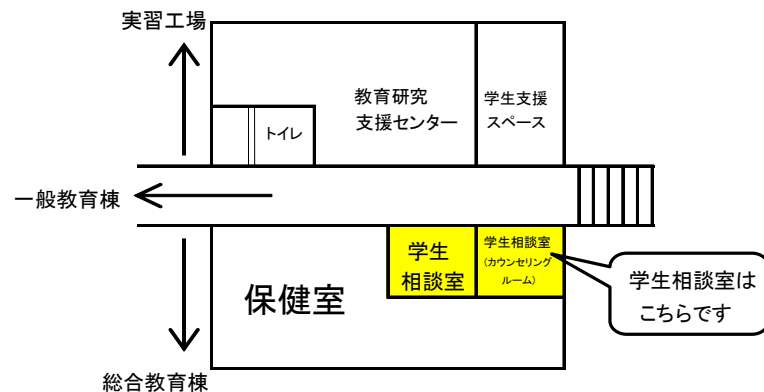 実習工場
教育研究
支援センター
学生支援
スペース
トイレ
一般教育棟
学生
相談室
学生相談室
(カウンセリング
ルーム)
学生相談室は
こちらです
保健室
総合教育棟